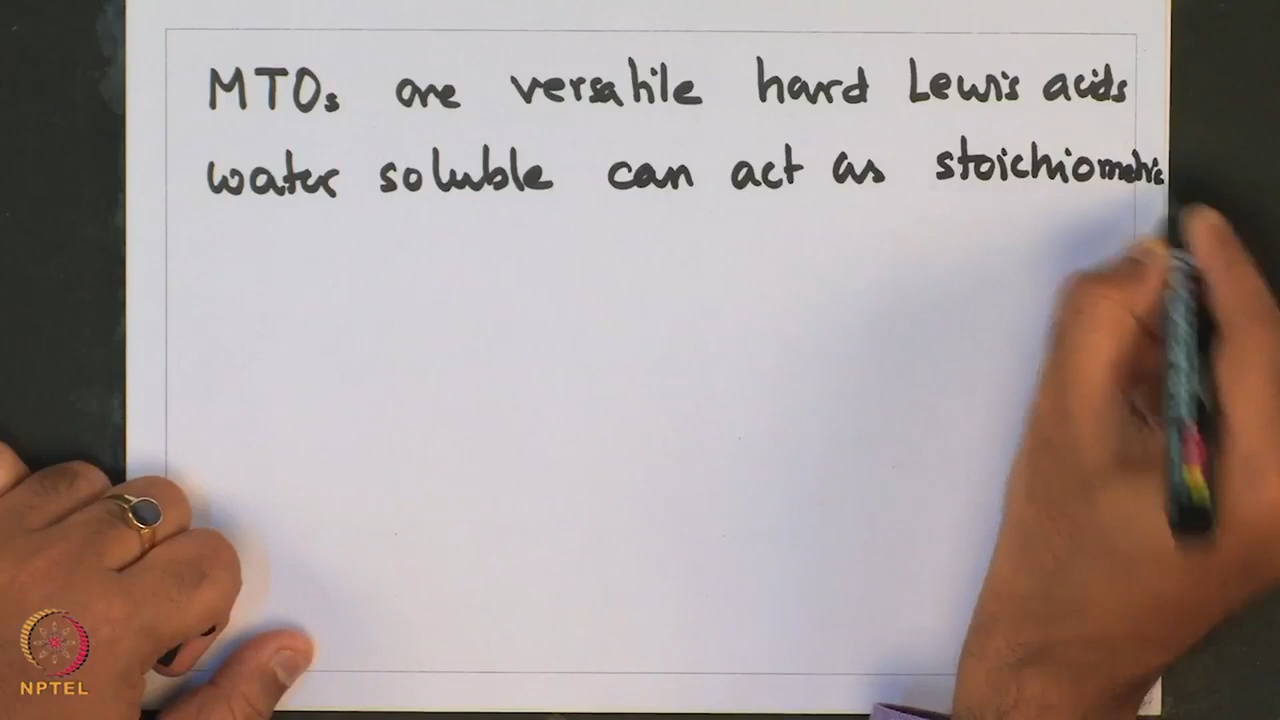 MTOs are versatile hard Lewis acids
water soluble can act as stoichiometric
NPTEL